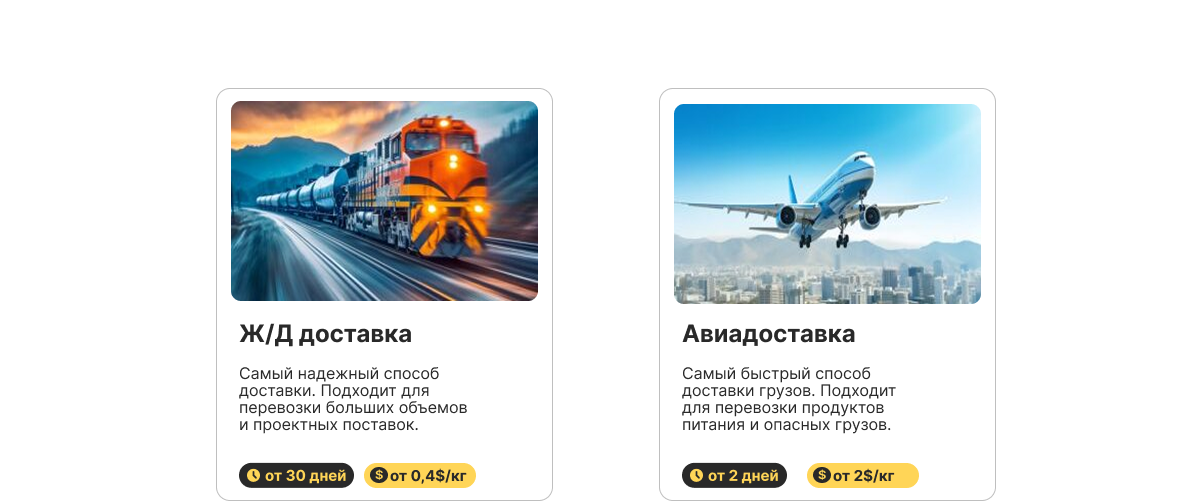 Ж/Д доставка
Самый надежный способ
доставки. Подходит для
перевозки больших объемов
и проектных поставок.
от 30 дней
$ от 0,4$/кг
Авиадоставка
Самый быстрый способ
доставки грузов. Подходит
для перевозки продуктов
питания и опасных грузов.
от 2 дней
$ от 2$/кг